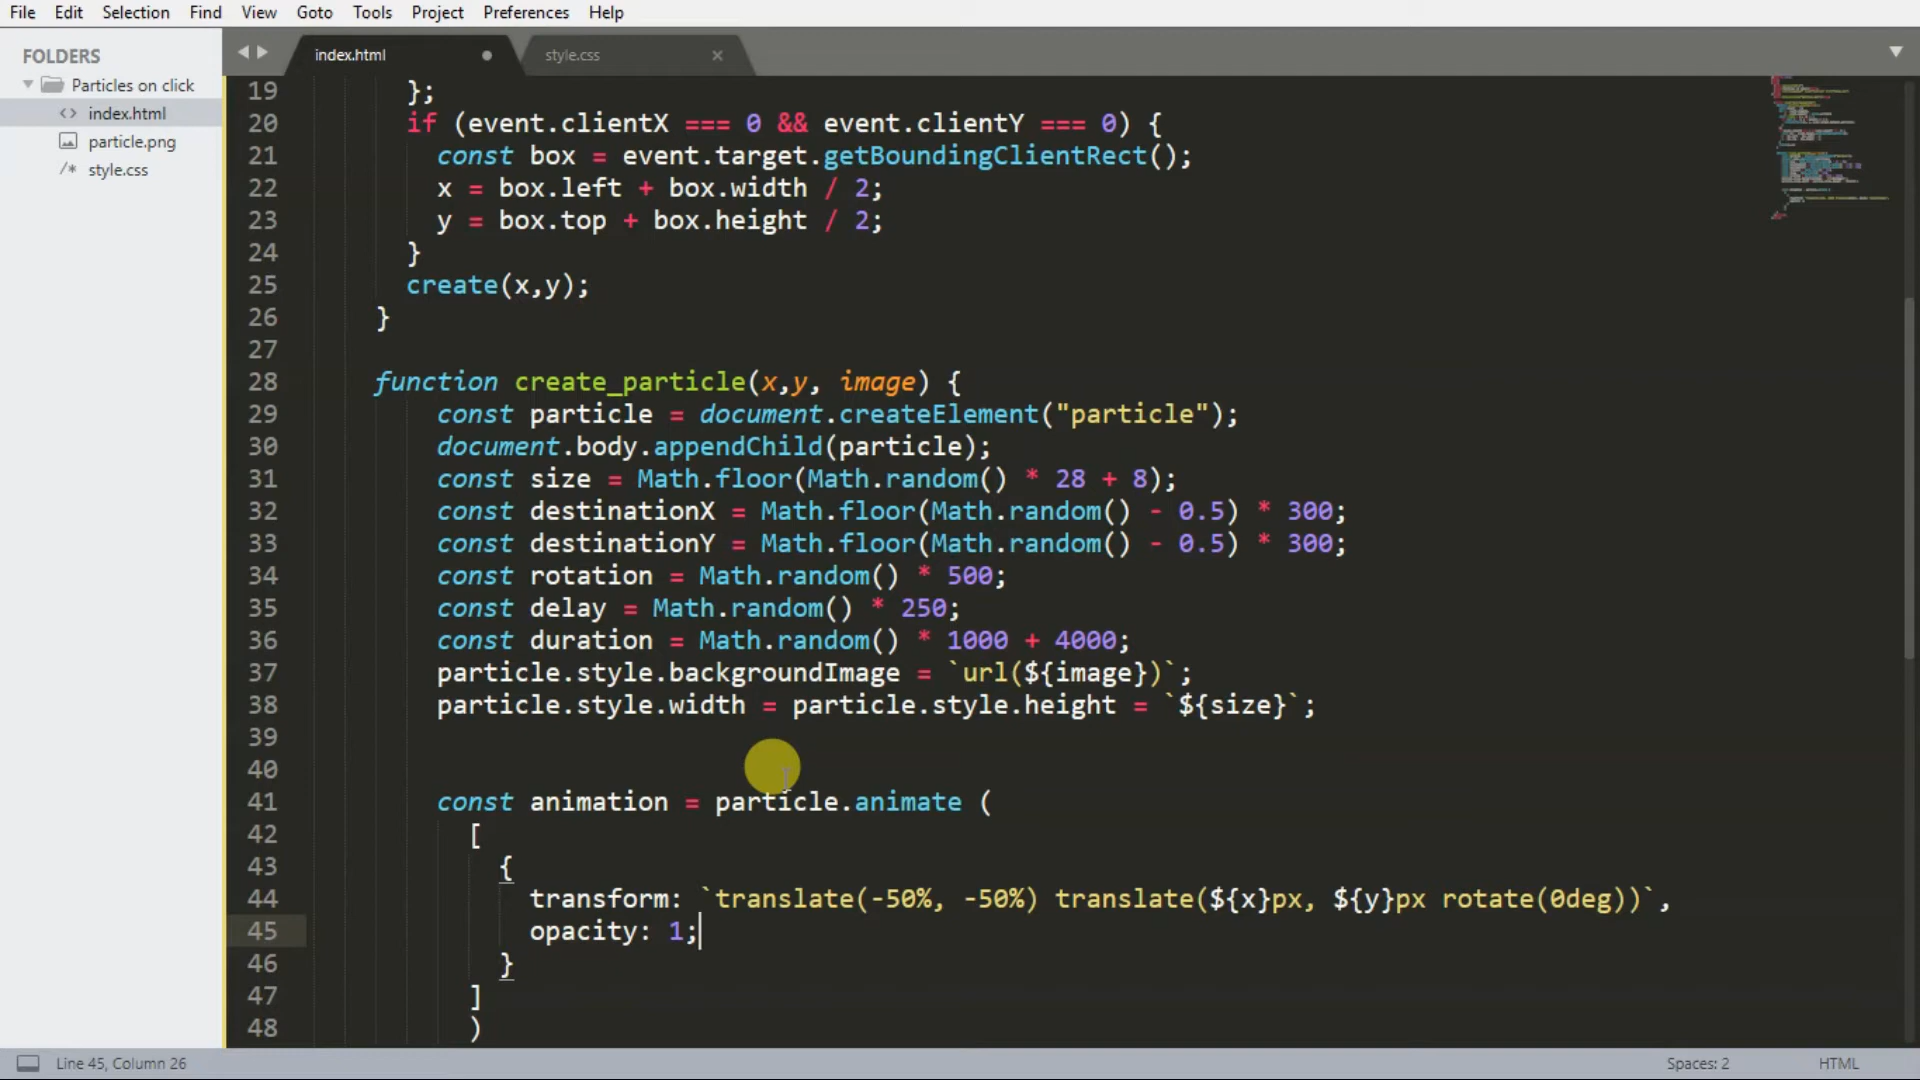 File Edit Selection Find View Goto Tools Project Preferences Help
FOLDERS
Particles on click
<> index.html
particle.png
/* style.css
index.html
style.css ×
19 };
20 if (event.clientX === 0 && event.clientY === 0) {
21 const box = event.target.getBoundingClientRect();
22 x = box.left + box.width / 2;
23 y = box.top + box.height / 2;
24 }
25 create(x,y);
26 }
27
28 function create_particle(x,y, image) {
29 const particle = document.createElement("particle");
30 document.body.appendChild(particle);
31 const size = Math.floor(Math.random() * 28 + 8);
32 const destinationX = Math.floor(Math.random() - 0.5) * 300;
33 const destinationY = Math.floor(Math.random() - 0.5) * 300;
34 const rotation = Math.random() * 500;
35 const delay = Math.random() * 250;
36 const duration = Math.random() * 1000 + 4000;
37 particle.style.backgroundImage = `url(${image})`;
38 particle.style.width = particle.style.height = `${size}`;
39
40
41 const animation = particle.animate (
42 [
43 {
44 transform: `translate(-50%, -50%) translate(${x}px, ${y}px rotate(0deg))`,
45 opacity: 1;
46 }
47 ]
48 )
Line 45, Column 26
Spaces: 2
HTML